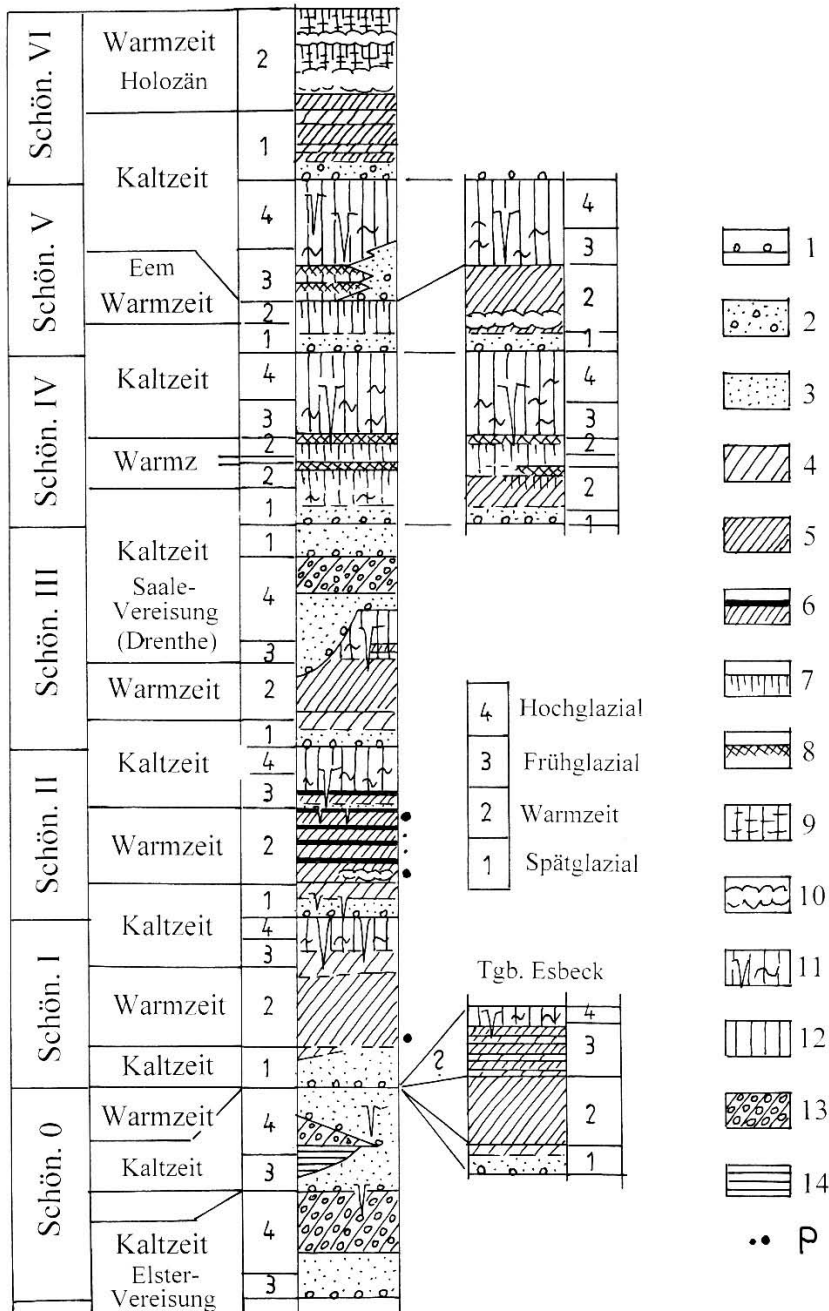 Schön. VI
Warmzeit
Holozän
2
1
Kaltzeit
Schön. V
4
3
2
1
Eem
Warmzeit
Schön. IV
Kaltzeit
4
3
2
2
1
Warmz
Schön. III
Kaltzeit
Saale-
Vereisung
(Drenthe)
1
4
3
Warmzeit
2
1
Schön. II
Kaltzeit
4
3
Warmzeit
2
1
Schön. I
Kaltzeit
4
3
Warmzeit
2
Kaltzeit
1
Schön. 0
Warmzeit
4
Kaltzeit
3
Kaltzeit
Elster-
Vereisung
4
3
4
3
2
1
4
3
2
2
1
4 Hochglazial
3 Frühglazial
2 Warmzeit
1 Spätglazial
Tgb. Esbeck
?
4
3
2
1
1
2
3
4
5
6
7
8
9
10
11
12
13
14
P